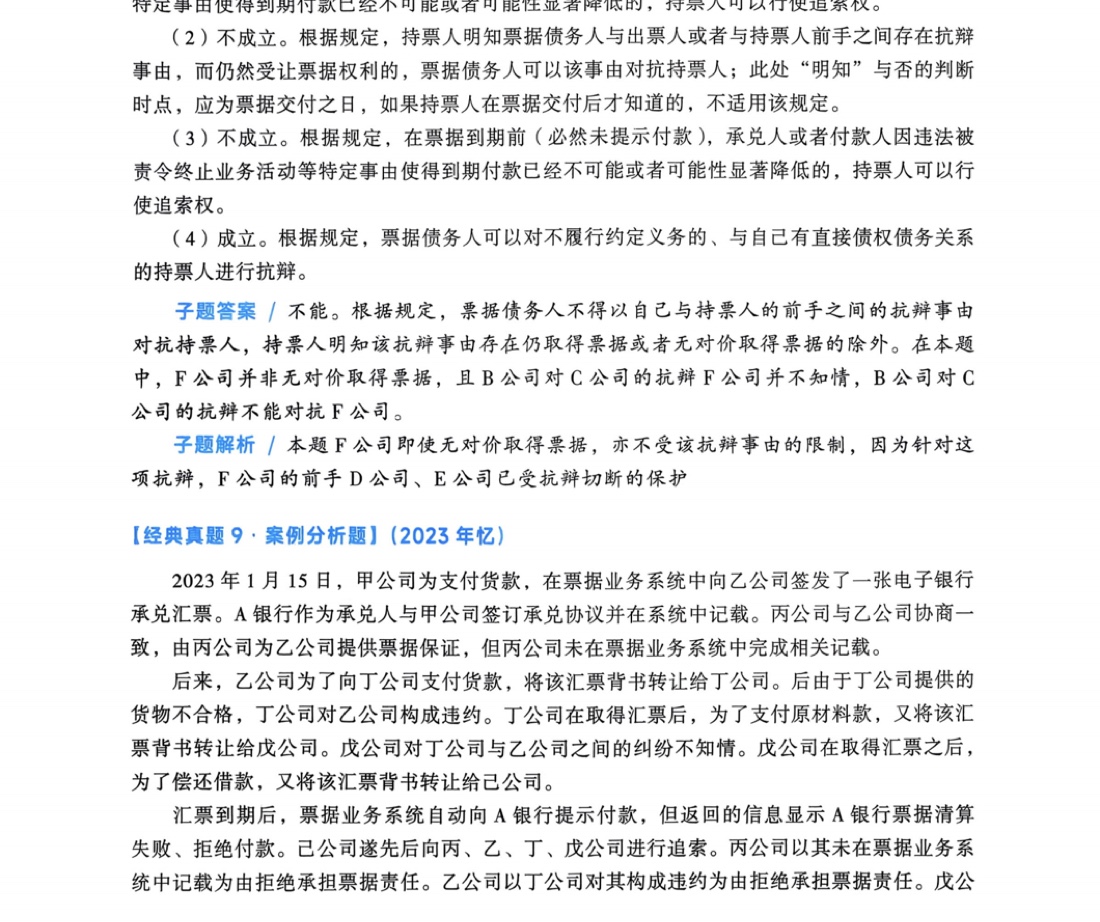 特定事由使得到期付款已经不可能或者可能性显著降低的，持票人可以行使追索权。
（2）不成立。根据规定，持票人明知票据债务人与出票人或者与持票人前手之间存在抗辩
事由，而仍然受让票据权利的，票据债务人可以该事由对抗持票人；此处“明知”与否的判断
时点，应为票据交付之日，如果持票人在票据交付后才知道的，不适用该规定。
（3）不成立。根据规定，在票据到期前（必然未提示付款），承兑人或者付款人因违法被
责令终止业务活动等特定事由使得到期付款已经不可能或者可能性显著降低的，持票人可以行
使追索权。
（4）成立。根据规定，票据债务人可以对不履行约定义务的、与自己有直接债权债务关系
的持票人进行抗辩。
子题答案 / 不能。根据规定，票据债务人不得以自己与持票人的前手之间的抗辩事由
对抗持票人，持票人明知该抗辩事由存在仍取得票据或者无对价取得票据的除外。在本题
中，F 公司并非无对价取得票据，且 B 公司对 C 公司的抗辩 F 公司并不知情，B 公司对 C
公司的抗辩不能对抗 F 公司。
子题解析 / 本题 F 公司即使无对价取得票据，亦不受该抗辩事由的限制，因为针对这
项抗辩，F 公司的前手 D 公司、E 公司已受抗辩切断的保护
【经典真题 9 · 案例分析题】（2023 年忆）
2023 年 1 月 15 日，甲公司为支付货款，在票据业务系统中向乙公司签发了一张电子银行
承兑汇票。A 银行作为承兑人与甲公司签订承兑协议并在系统中记载。丙公司与乙公司协商一
致，由丙公司为乙公司提供票据保证，但丙公司未在票据业务系统中完成相关记载。
后来，乙公司为了向丁公司支付货款，将该汇票背书转让给丁公司。后由于丁公司提供的
货物不合格，丁公司对乙公司构成违约。丁公司在取得汇票后，为了支付原材料款，又将该汇
票背书转让给戊公司。戊公司对丁公司与乙公司之间的纠纷不知情。戊公司在取得汇票之后，
为了偿还借款，又将该汇票背书转让给己公司。
汇票到期后，票据业务系统自动向 A 银行提示付款，但返回的信息显示 A 银行票据清算
失败、拒绝付款。己公司遂先后向丙、乙、丁、戊公司进行追索。丙公司以其未在票据业务系
统中记载为由拒绝承担票据责任。乙公司以丁公司对其构成违约为由拒绝承担票据责任。戊公